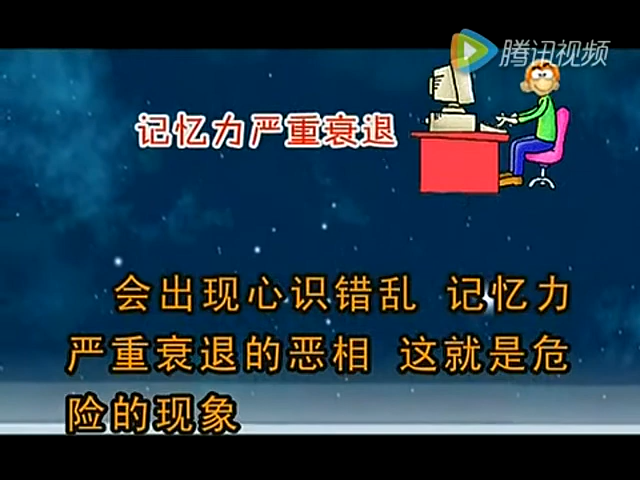 腾讯视频
记忆力严重衰退
会出现心识错乱 记忆力
严重衰退的恶相 这就是危
险的现象